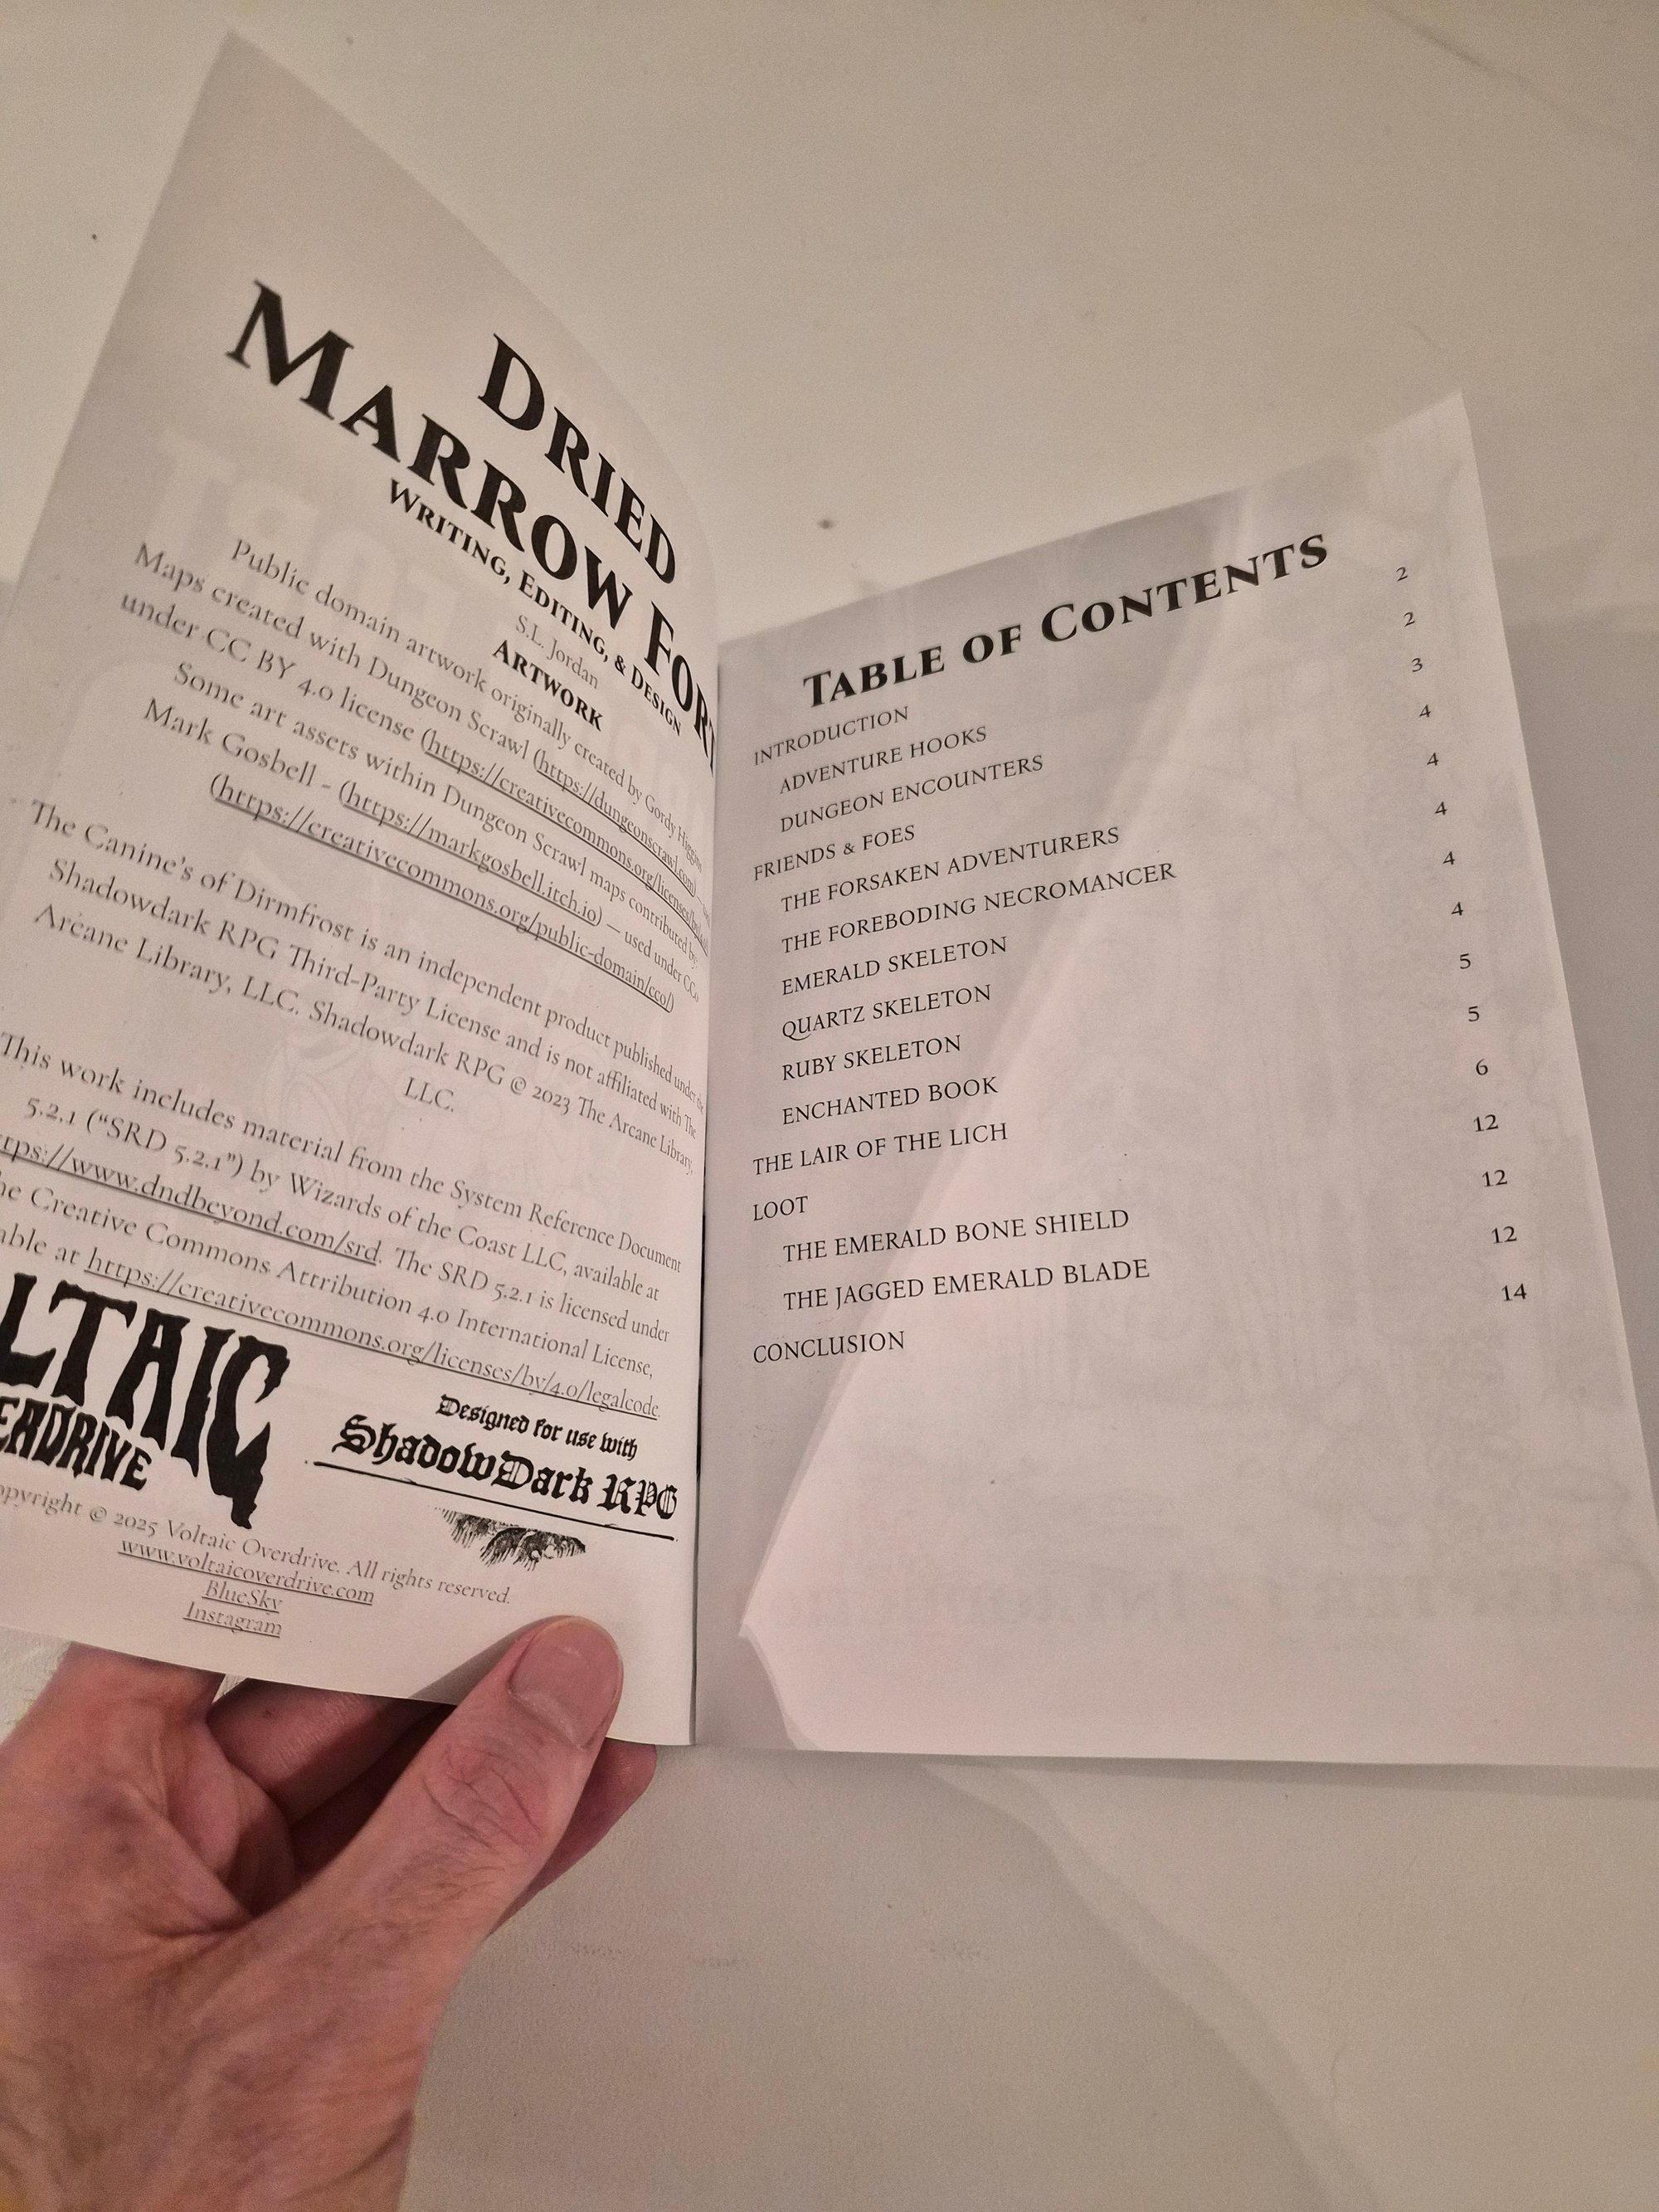 DRIED
MARROW
WRITING, EDITING, & DESIGN
S.L. Jordan
ARTWORK
Public domain artwork originally created by Gordy Higgins
Maps created with Dungeon Scrawl (https://dungeonscrawl.com)
under CC BY 4.0 license (https://creativecommons.org/licenses/
Some art assets within Dungeon Scrawl maps contributed by:
Mark Gosbell - (https://markgosbell.itch.io) — used under CC0
(https://creativecommons.org/public-domain/cc0/)
The Canine's of Dirmfrost is an independent product published under the
Shadowdark RPG Third-Party License and is not affiliated with The
Arcane Library, LLC. Shadowdark RPG © 2023 The Arcane Library,
LLC.
This work includes material from the System Reference Document
5.2.1 (“SRD 5.2.1”) by Wizards of the Coast LLC, available at
ttps://www.dndbeyond.com/srd. The SRD 5.2.1 is licensed under
he Creative Commons Attribution 4.0 International License,
able at https://creativecommons.org/licenses/by/4.0/legalcode.
LTAIC
ERDRIVE
Designed for use with
ShadowDark RPG
opyright © 2025 Voltaic Overdrive. All rights reserved.
www.voltaicoverdrive.com
BlueSky
Instagram
TABLE OF CONTENTS
INTRODUCTION 2
ADVENTURE HOOKS 2
DUNGEON ENCOUNTERS 3
FRIENDS & FOES 4
THE FORSAKEN ADVENTURERS 4
THE FOREBODING NECROMANCER 4
EMERALD SKELETON 4
QUARTZ SKELETON 4
RUBY SKELETON 5
ENCHANTED BOOK 5
THE LAIR OF THE LICH 6
LOOT 12
THE EMERALD BONE SHIELD 12
THE JAGGED EMERALD BLADE 12
CONCLUSION 14